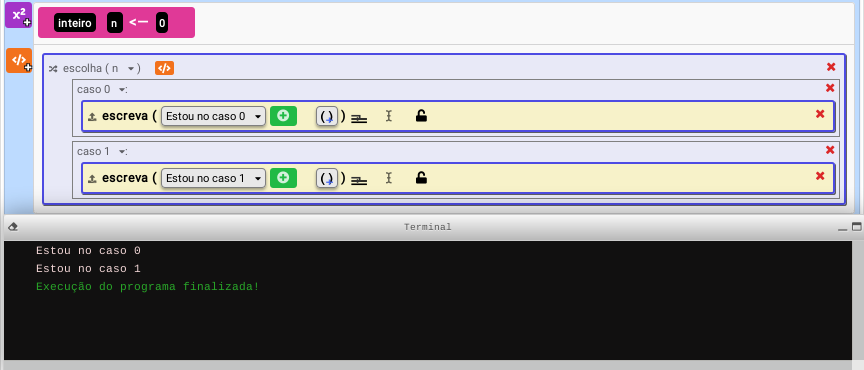 x²
inteiro n <— 0
</>
escolha ( n ) </>
caso 0 :
escreva ( Estou no caso 0 ( ) )
caso 1 :
escreva ( Estou no caso 1 ( ) )
Terminal
Estou no caso 0
Estou no caso 1
Execução do programa finalizada!